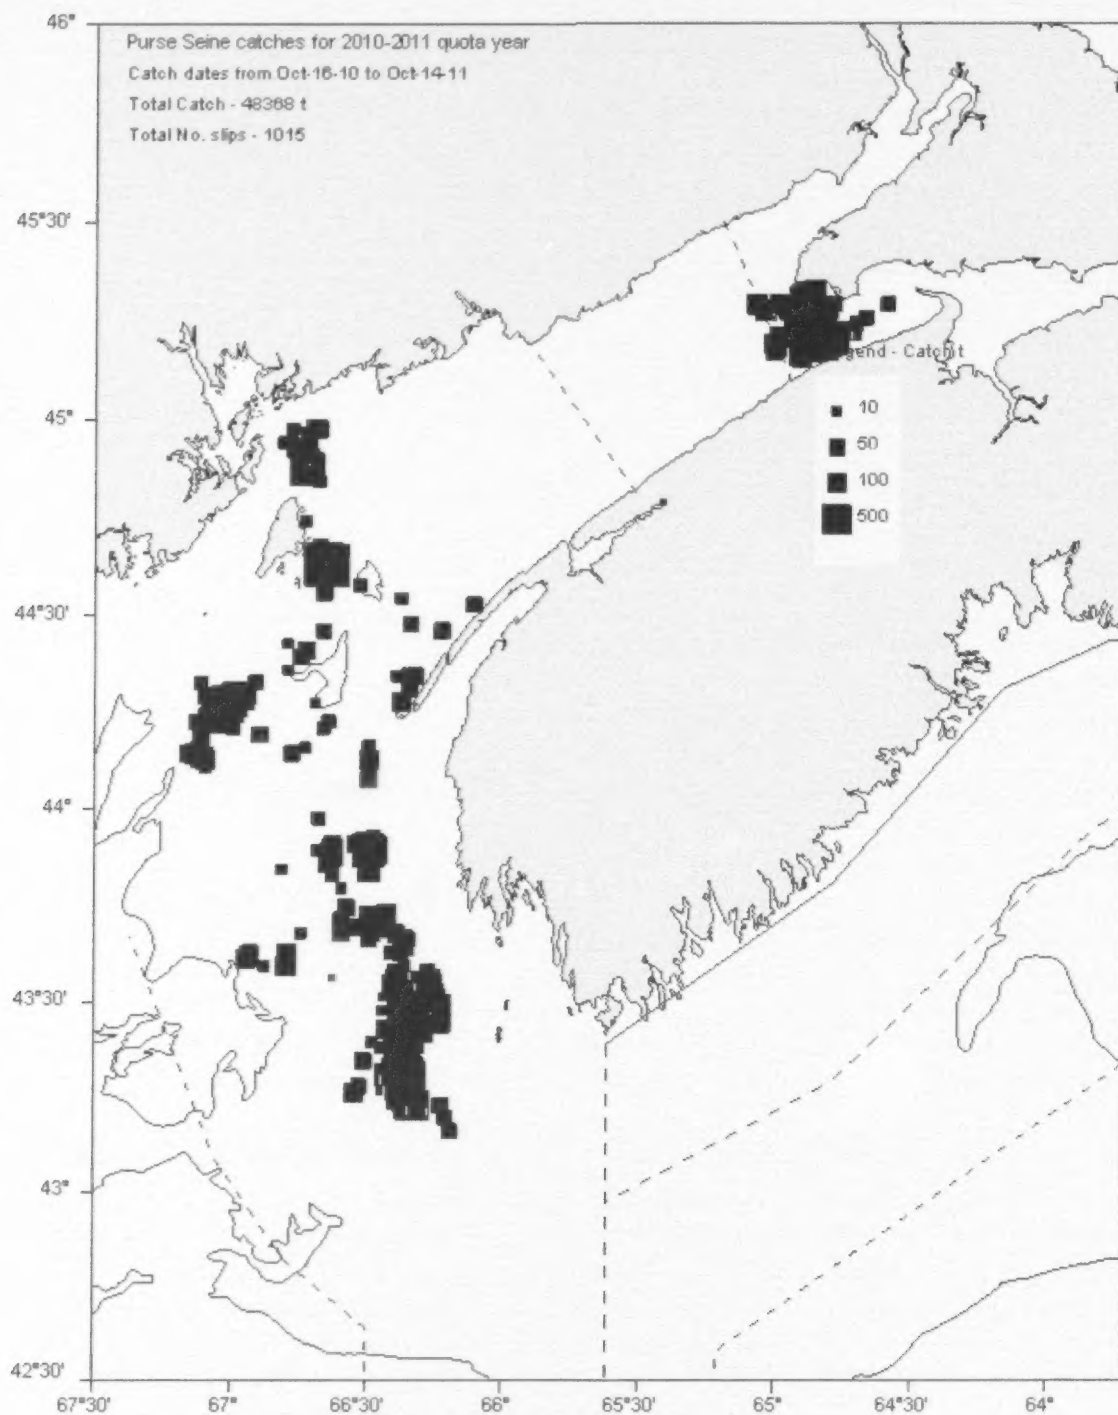 46°
Purse Seine catches for 2010-2011 quota year
Catch dates from Oct-16-10 to Oct-14-11
Total Catch - 48368 t
Total No. slips - 1015
45°30'
gend - Catch t
45°
10
50
100
500
44°30'
44°
43°30'
43°
42°30'
67°30' 67° 66°30' 66° 65°30' 65° 64°30' 64°